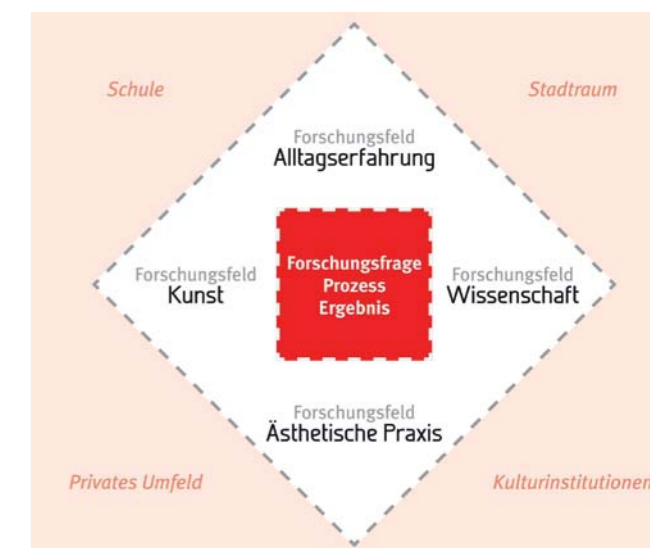 Schule
Stadtraum
Forschungsfeld
Alltagserfahrung
Forschungsfeld
Kunst
Forschungsfrage
Prozess
Ergebnis
Forschungsfeld
Wissenschaft
Forschungsfeld
Ästhetische Praxis
Privates Umfeld
Kulturinstitutionen